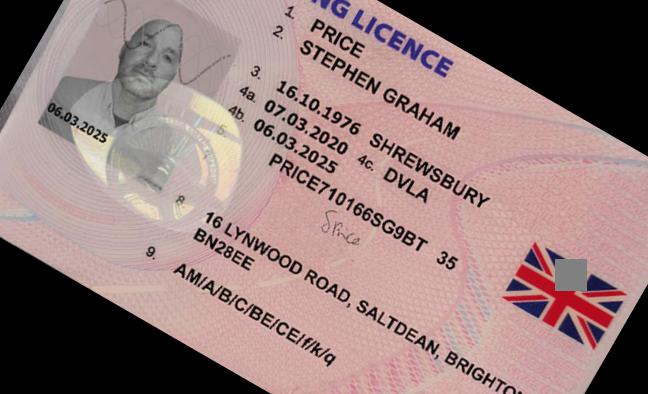 NG LICENCE
1. PRICE
2. STEPHEN GRAHAM
3. 16.10.1976 SHREWSBURY
4a. 07.03.2020 4c. DVLA
4b. 06.03.2025
5. PRICE710166SG9BT 35
06.03.2025
SPrice
8. 16 LYNWOOD ROAD, SALTDEAN, BRIGHTON
BN28EE
9. AM/A/B/C/BE/CE/f/k/q